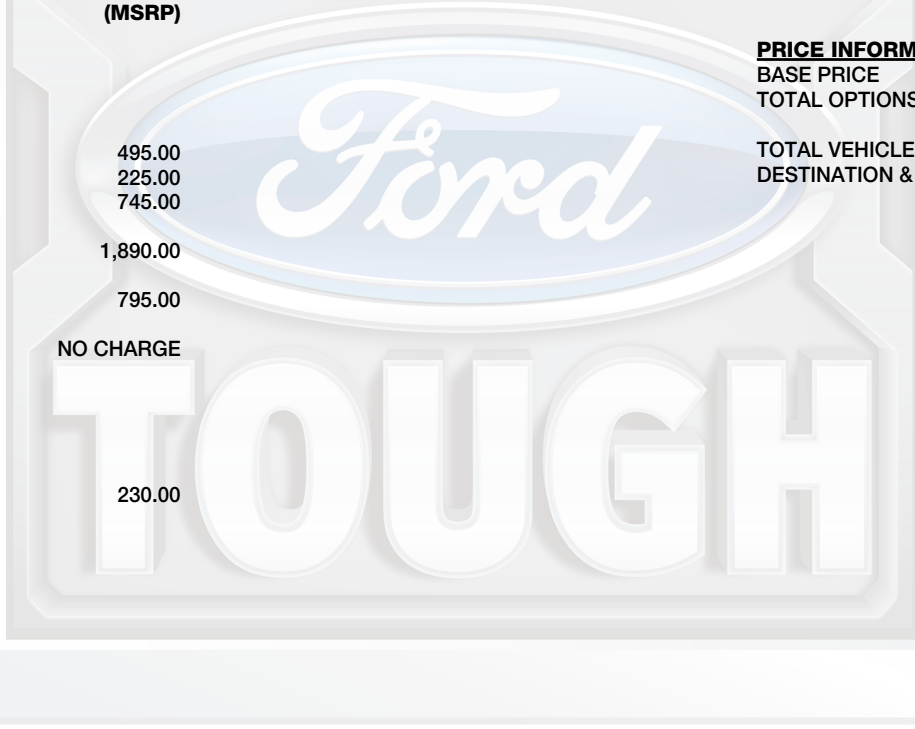 (MSRP)
495.00
225.00
745.00
1,890.00
795.00
NO CHARGE
230.00
PRICE INFORM
BASE PRICE
TOTAL OPTIONS
TOTAL VEHICLE
DESTINATION &
Ford
TOUGH